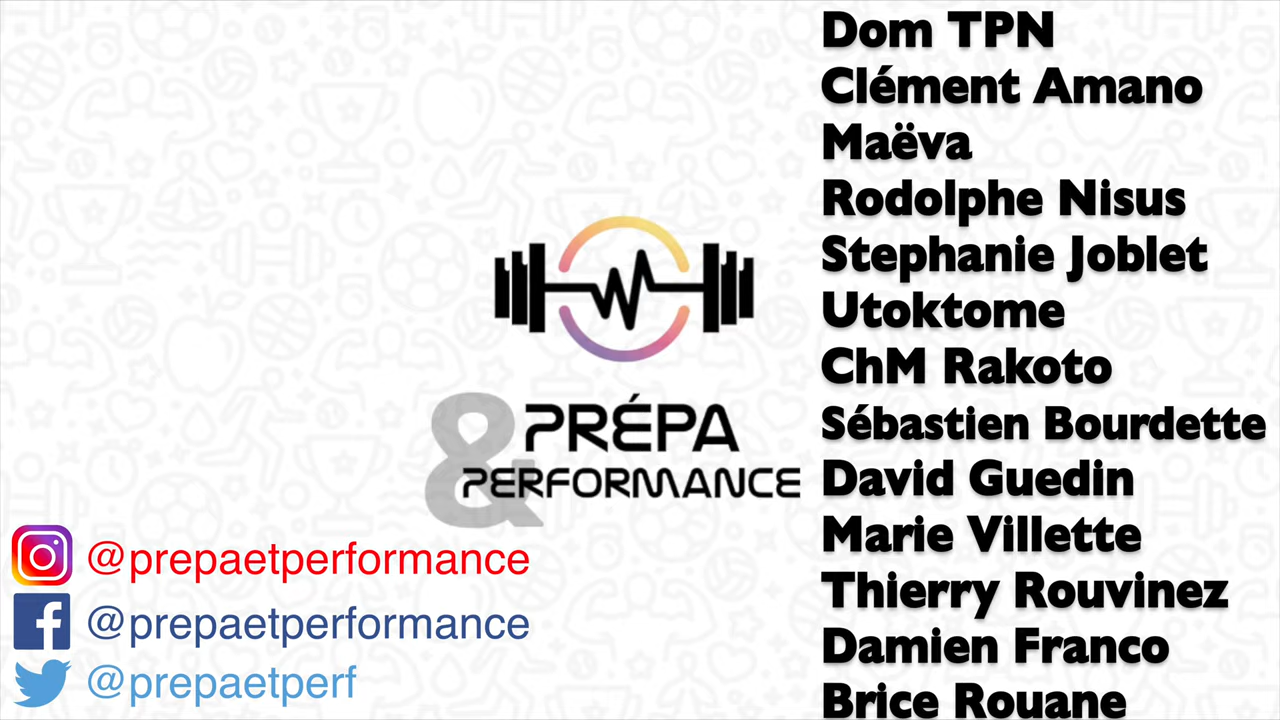 Dom TPN
Clément Amano
Maëva
Rodolphe Nisus
Stephanie Joblet
Utoktome
ChM Rakoto
Sébastien Bourdette
David Guedin
Marie Villette
Thierry Rouvinez
Damien Franco
Brice Rouane
&
PRÉPA
PERFORMANCE
@prepaetperformance
@prepaetperformance
@prepaetperf